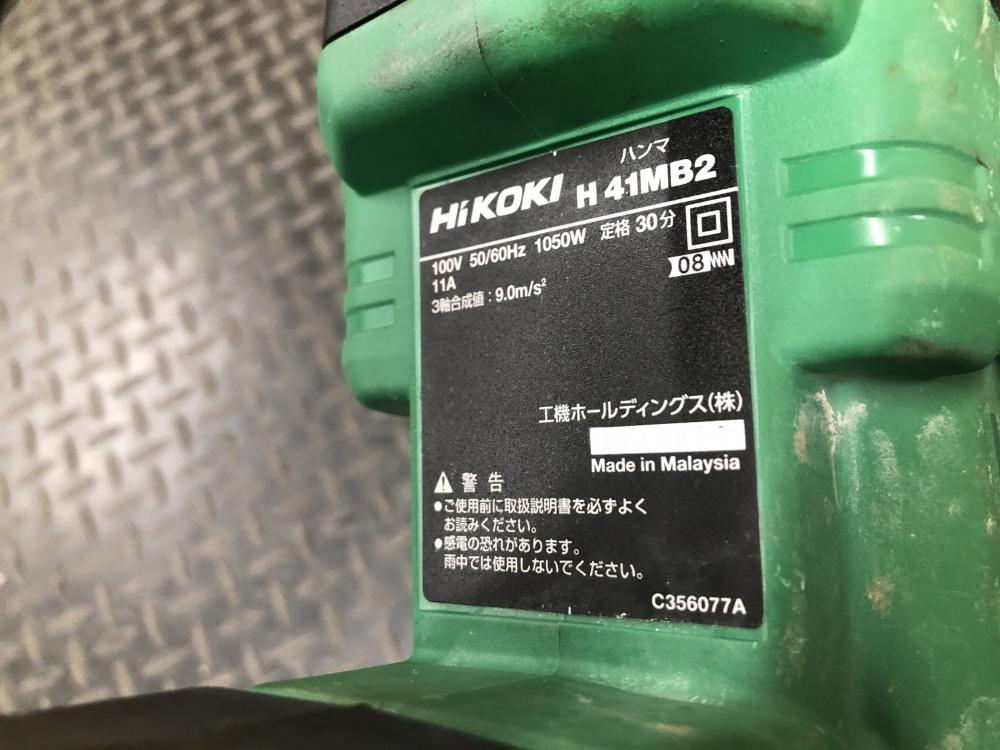 ハンマ
HiKOKI H 41MB2
100V 50/60Hz 1050W 定格 30分
11A
08
3軸合成値：9.0m/s²
工機ホールディングス(株)
Made in Malaysia
警告
●ご使用前に取扱説明書を必ずよく
お読みください。
●感電の恐れがあります。
雨中では使用しないでください。
C356077A